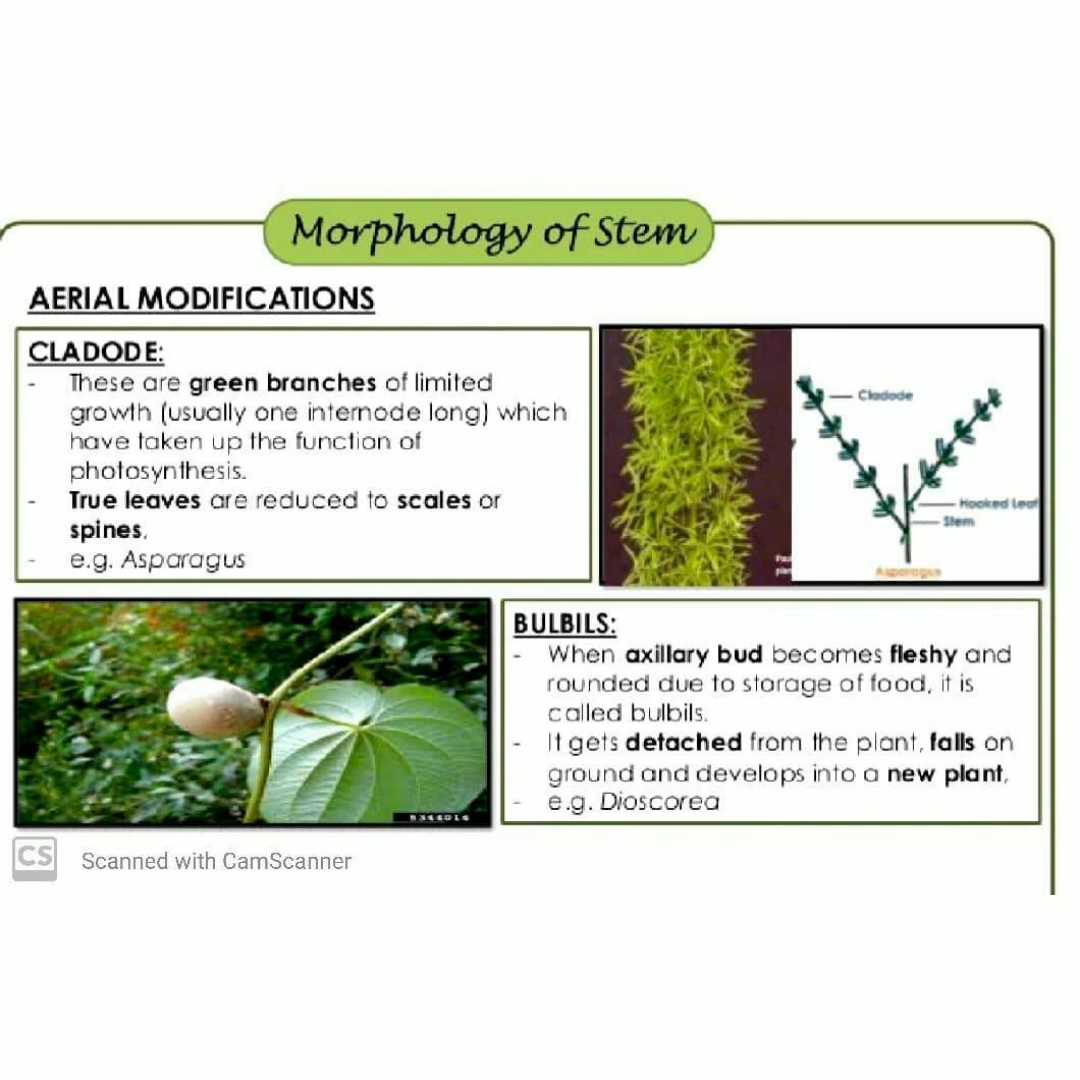 Morphology of Stem
AERIAL MODIFICATIONS
CLADODE:
- These are green branches of limited
growth (usually one internode long) which
have taken up the function of
photosynthesis.
- True leaves are reduced to scales or
spines.
- e.g. Asparagus
Cladode
Hooked Leaf
Stem
Asparagus
5344014
BULBILS:
- When axillary bud becomes fleshy and
rounded due to storage of food, it is
called bulbils.
- It gets detached from the plant, falls on
ground and develops into a new plant.
- e.g. Dioscorea
CS Scanned with CamScanner